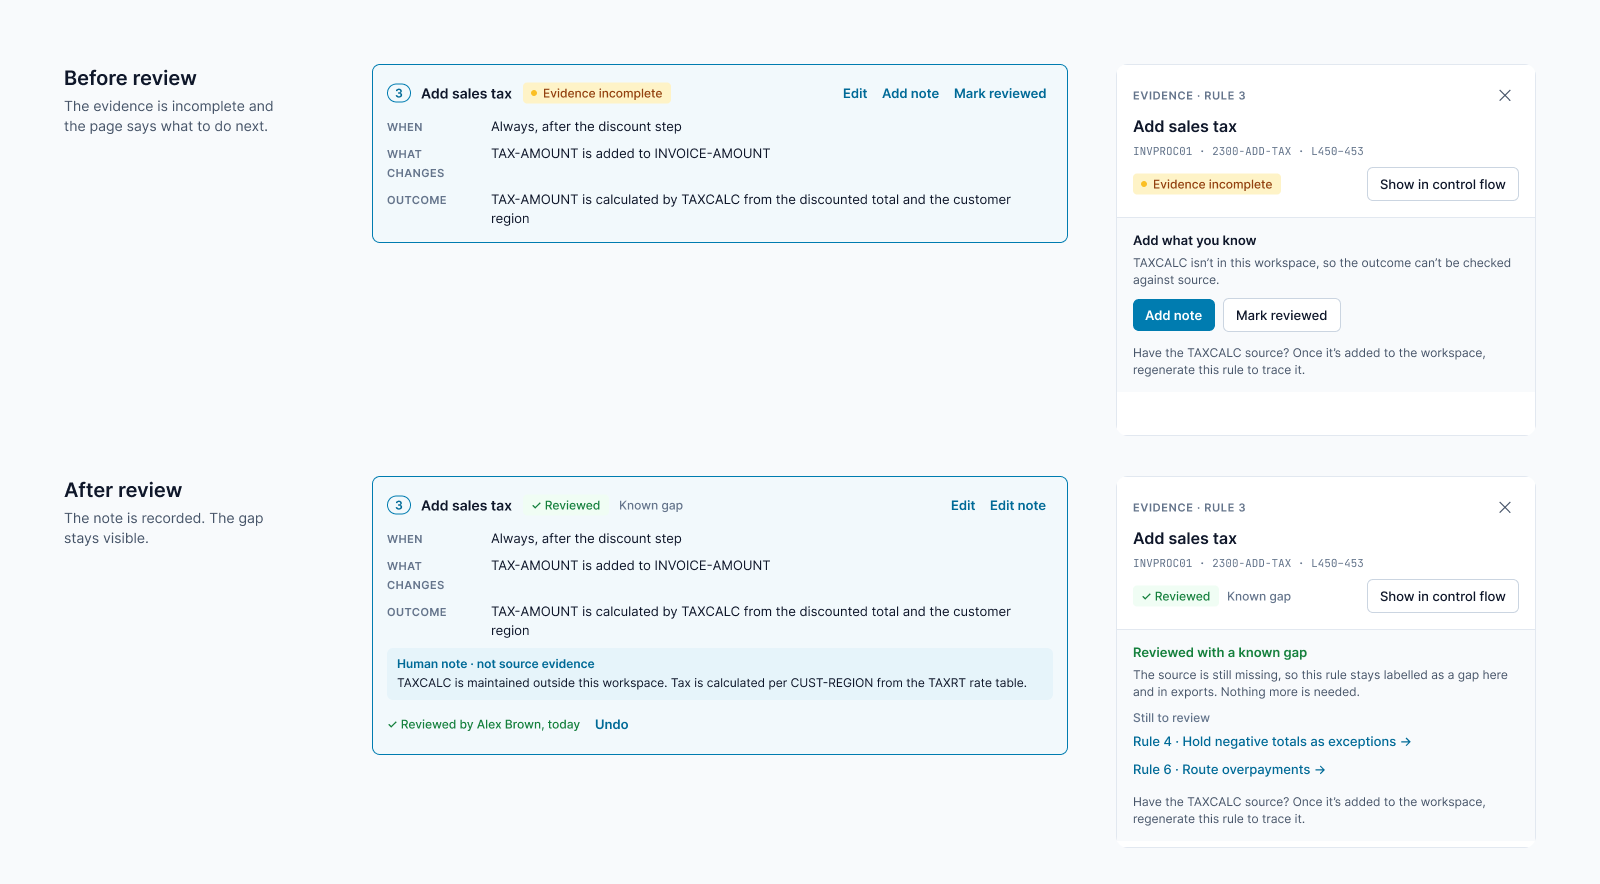 Before review
The evidence is incomplete and
the page says what to do next.
3 Add sales tax Evidence incomplete Edit Add note Mark reviewed
WHEN Always, after the discount step
WHAT CHANGES TAX-AMOUNT is added to INVOICE-AMOUNT
OUTCOME TAX-AMOUNT is calculated by TAXCALC from the discounted total and the customer
region
EVIDENCE · RULE 3
Add sales tax
INVPROC01 · 2300-ADD-TAX · L450–453
Evidence incomplete Show in control flow
Add what you know
TAXCALC isn’t in this workspace, so the outcome can’t be checked
against source.
Add note Mark reviewed
Have the TAXCALC source? Once it’s added to the workspace,
regenerate this rule to trace it.
After review
The note is recorded. The gap
stays visible.
3 Add sales tax ✓ Reviewed Known gap Edit Edit note
WHEN Always, after the discount step
WHAT CHANGES TAX-AMOUNT is added to INVOICE-AMOUNT
OUTCOME TAX-AMOUNT is calculated by TAXCALC from the discounted total and the customer
region
Human note · not source evidence
TAXCALC is maintained outside this workspace. Tax is calculated per CUST-REGION from the TAXRT rate table.
✓ Reviewed by Alex Brown, today Undo
EVIDENCE · RULE 3
Add sales tax
INVPROC01 · 2300-ADD-TAX · L450–453
✓ Reviewed Known gap Show in control flow
Reviewed with a known gap
The source is still missing, so this rule stays labelled as a gap here
and in exports. Nothing more is needed.
Still to review
Rule 4 · Hold negative totals as exceptions →
Rule 6 · Route overpayments →
Have the TAXCALC source? Once it’s added to the workspace,
regenerate this rule to trace it.